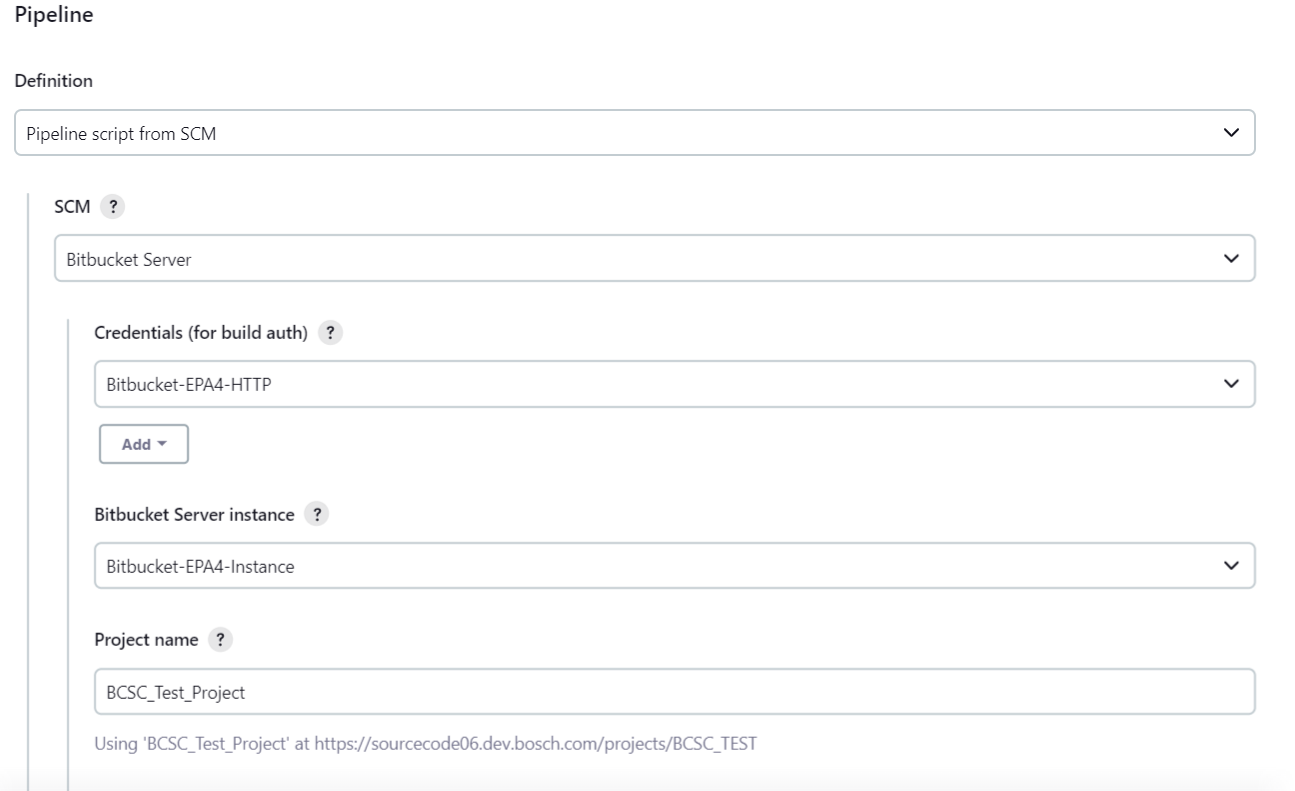 Pipeline
Definition
Pipeline script from SCM
SCM ?
Bitbucket Server
Credentials (for build auth) ?
Bitbucket-EPA4-HTTP
Add
Bitbucket Server instance ?
Bitbucket-EPA4-Instance
Project name ?
BCSC_Test_Project
Using 'BCSC_Test_Project' at https://sourcecode06.dev.bosch.com/projects/BCSC_TEST